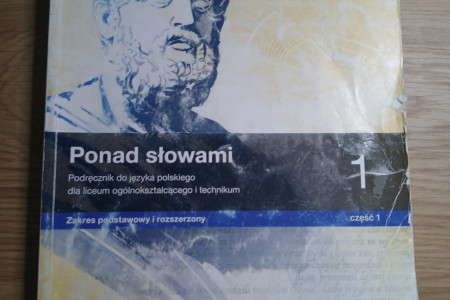 Ponad słowami
1
Podręcznik do języka polskiego
dla liceum ogólnokształcącego i technikum
Zakres podstawowy i rozszerzony
część 1